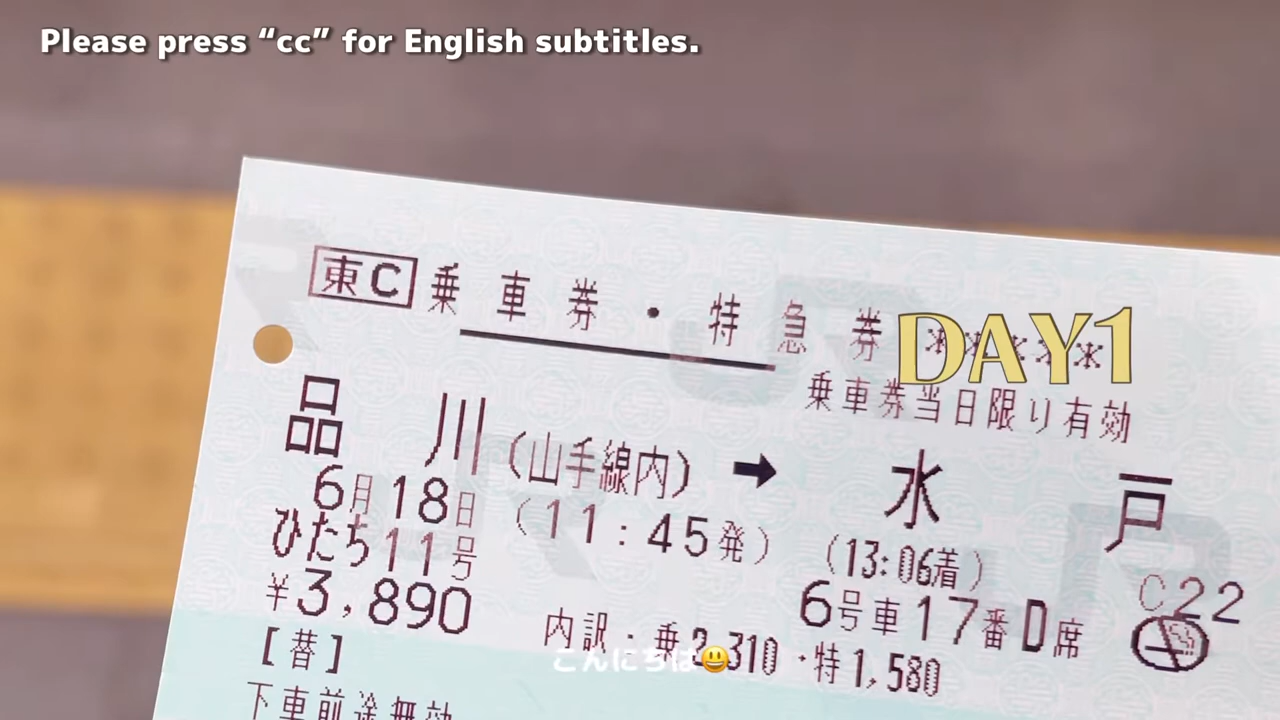 Please press “cc” for English subtitles.
東C 乗車券・特急券
DAY1
乗車券当日限り有効
品川(山手線内) ➡ 水戸
6月18日 (11:45発) (13:06着) C22
ひたち11号 6号車17番D席
¥3,890 内訳:乗2,310・特1,580
こんにちは😃
[替]
下車前途無効